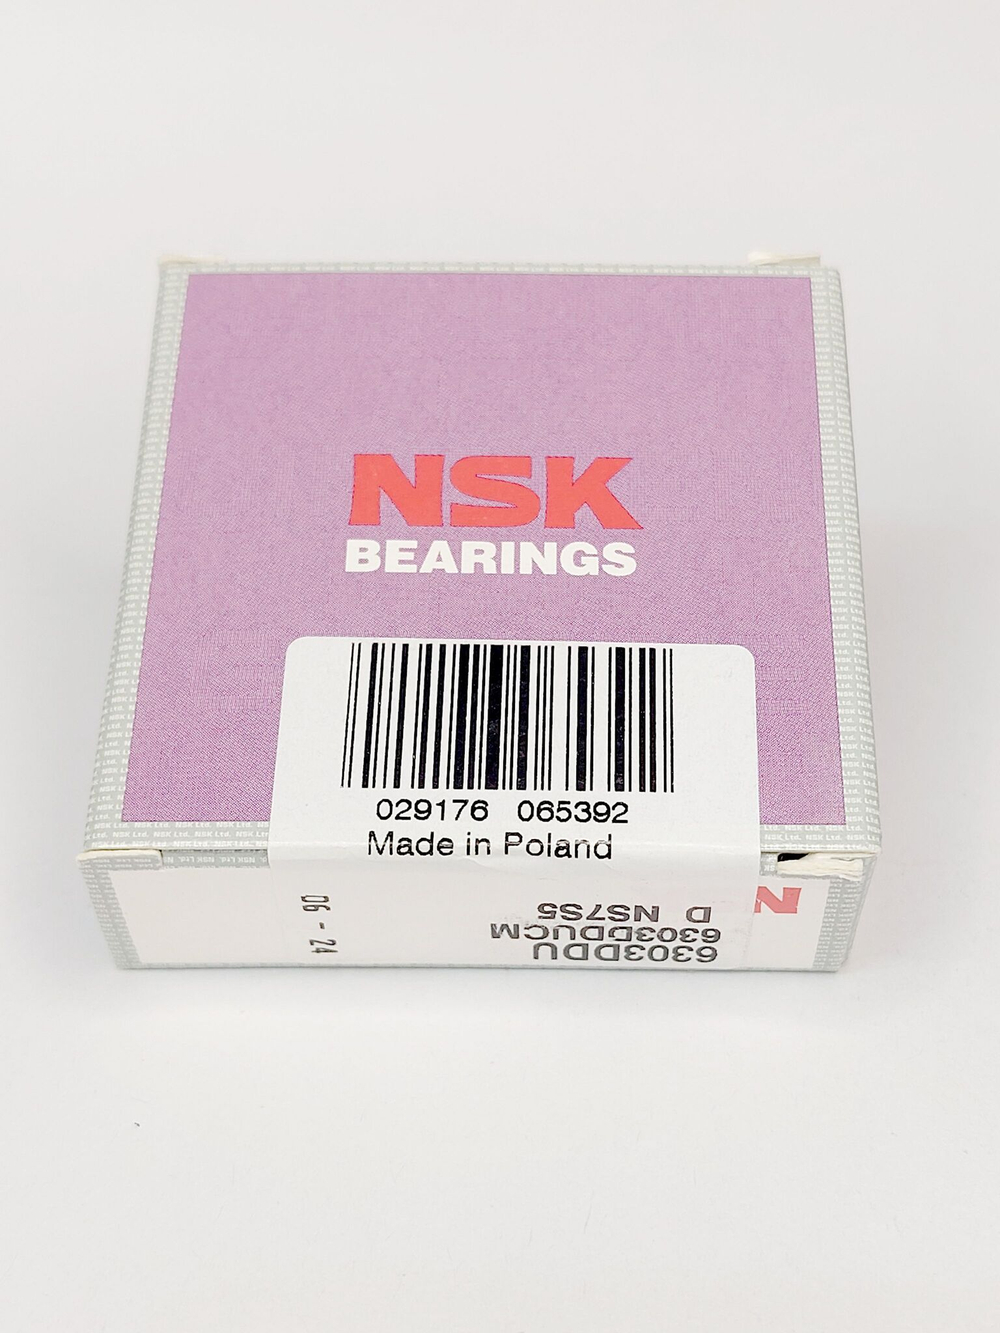 NSK
BEARINGS
029176 065392
Made in Poland
06 - 24
6303DDU
6303DDUCM
D NS7S5